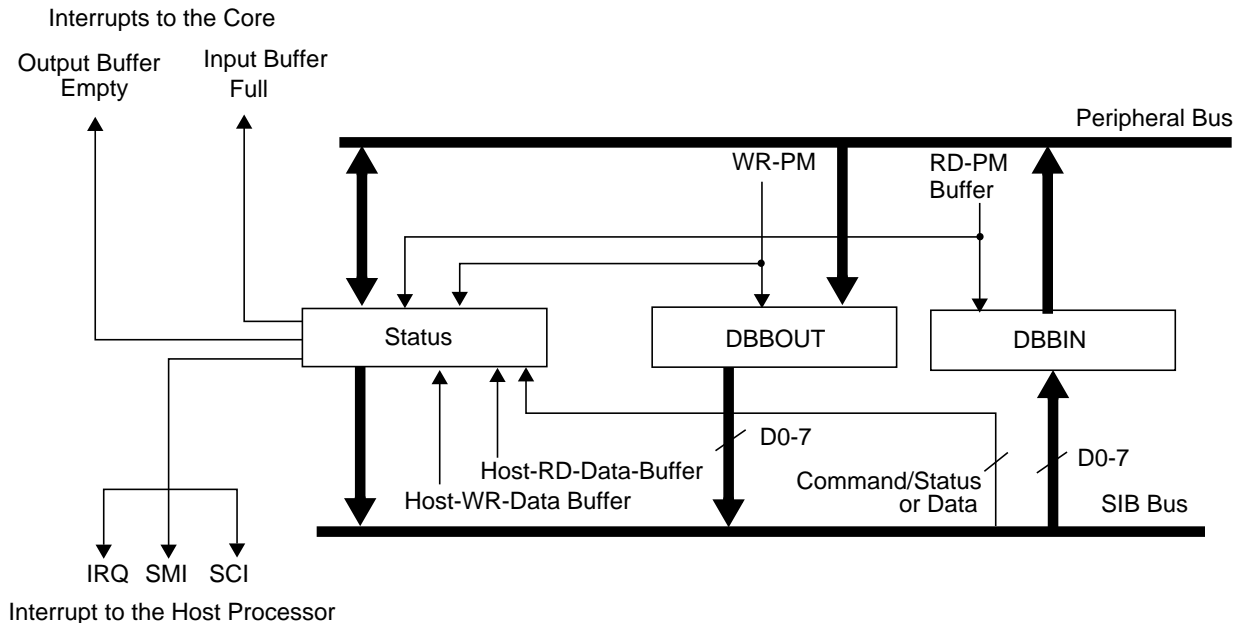 Interrupts to the Core
Output Buffer
Empty
Input Buffer
Full
Peripheral Bus
WR-PM
RD-PM
Buffer
Status
DBBOUT
DBBIN
D0-7
D0-7
Host-RD-Data-Buffer
Host-WR-Data Buffer
Command/Status
or Data
SIB Bus
IRQ SMI SCI
Interrupt to the Host Processor